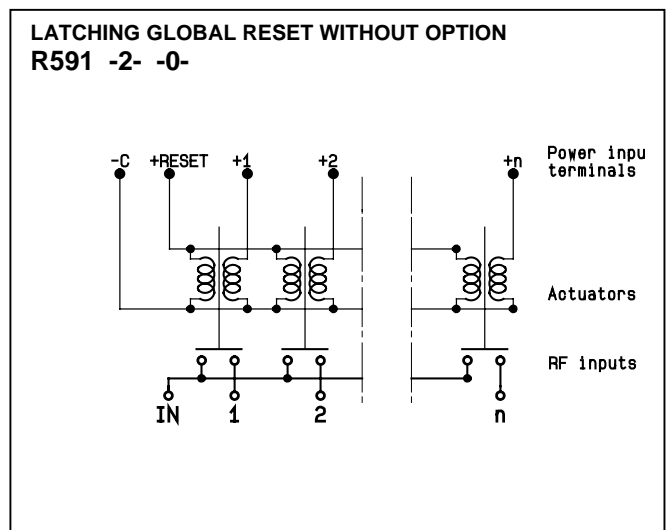 LATCHING GLOBAL RESET WITHOUT OPTION
R591 -2- -0-
-C +RESET +1 +2 +n
Power inpu
terminals
Actuators
RF inputs
IN 1 2 n